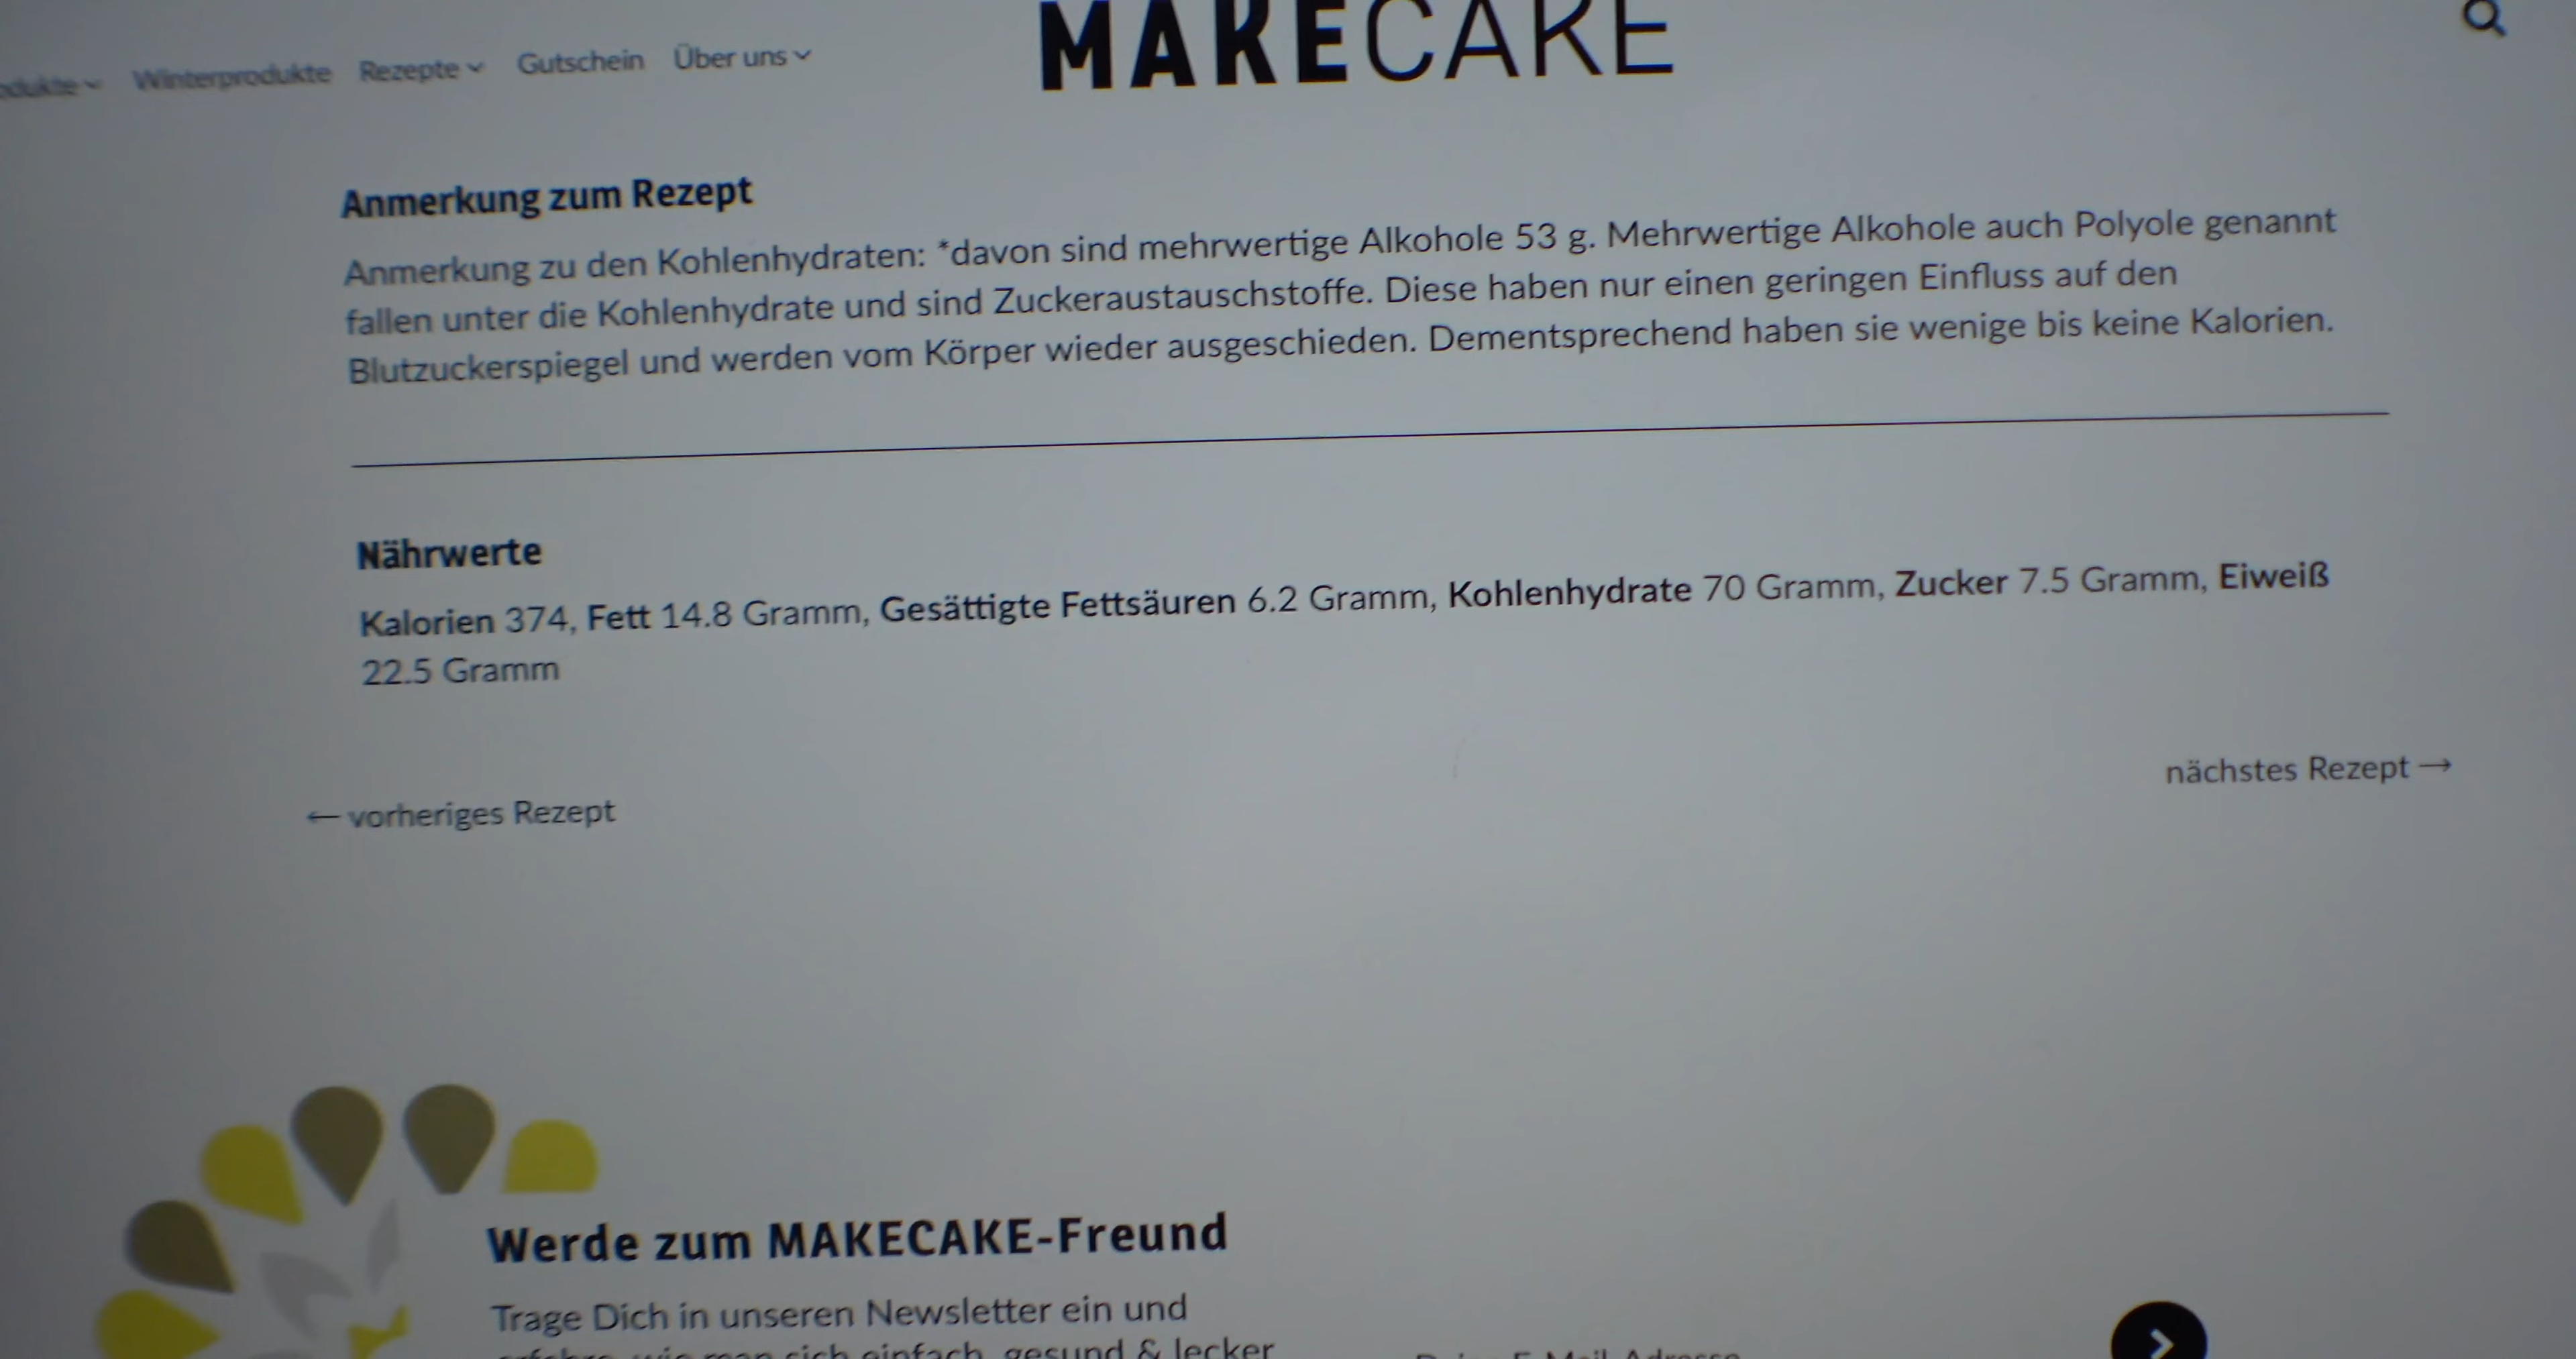 Winterprodukte Rezepte Gutschein Über uns
MAKECAKE
Anmerkung zum Rezept
Anmerkung zu den Kohlenhydraten: *davon sind mehrwertige Alkohole 53 g. Mehrwertige Alkohole auch Polyole genannt
fallen unter die Kohlenhydrate und sind Zuckeraustauschstoffe. Diese haben nur einen geringen Einfluss auf den
Blutzuckerspiegel und werden vom Körper wieder ausgeschieden. Dementsprechend haben sie wenige bis keine Kalorien.
Nährwerte
Kalorien 374, Fett 14.8 Gramm, Gesättigte Fettsäuren 6.2 Gramm, Kohlenhydrate 70 Gramm, Zucker 7.5 Gramm, Eiweiß
22.5 Gramm
← vorheriges Rezept
nächstes Rezept →
Werde zum MAKECAKE-Freund
Trage Dich in unseren Newsletter ein und
sich einfach, gesund & lecker